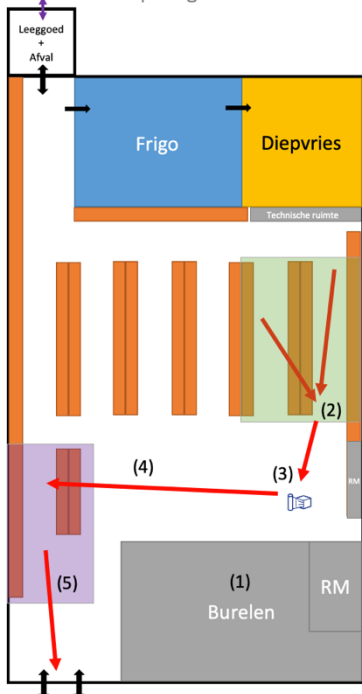 Leeggoed
+
Afval
Frigo
Diepvries
Technische ruimte
(2)
(4)
(3)
RM
(5)
(1)
Burelen
RM